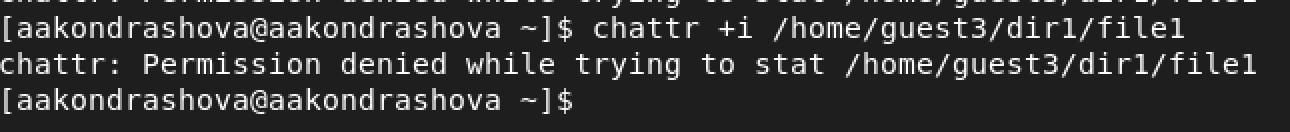 [aakondrashova@aakondrashova ~]$ chattr +i /home/guest3/dir1/file1
chattr: Permission denied while trying to stat /home/guest3/dir1/file1
[aakondrashova@aakondrashova ~]$